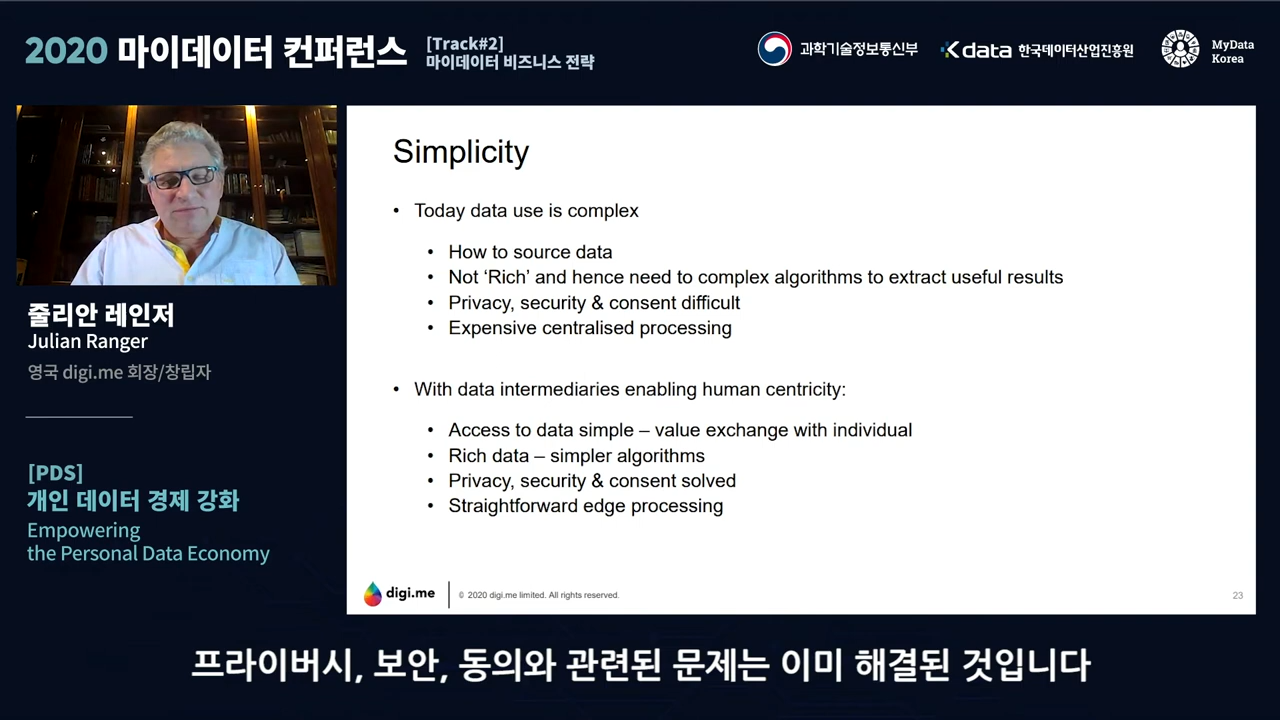 2020 마이데이터 컨퍼런스
[Track#2]
마이데이터 비즈니스 전략
과학기술정보통신부
Kdata 한국데이터산업진흥원
MyData
Korea
줄리안 레인저
Julian Ranger
영국 digi.me 회장/창립자
[PDS]
개인 데이터 경제 강화
Empowering
the Personal Data Economy
Simplicity
• Today data use is complex
• How to source data
• Not ‘Rich’ and hence need to complex algorithms to extract useful results
• Privacy, security & consent difficult
• Expensive centralised processing
• With data intermediaries enabling human centricity:
• Access to data simple – value exchange with individual
• Rich data – simpler algorithms
• Privacy, security & consent solved
• Straightforward edge processing
digi.me
© 2020 digi.me limited. All rights reserved.
23
프라이버시, 보안, 동의와 관련된 문제는 이미 해결된 것입니다